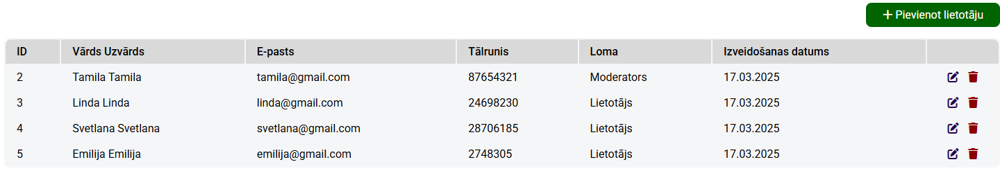 Pievienot lietotāju
ID Vārds Uzvārds E-pasts Tālrunis Loma Izveidošanas datums
2 Tamila Tamila tamila@gmail.com 87654321 Moderators 17.03.2025
3 Linda Linda linda@gmail.com 24698230 Lietotājs 17.03.2025
4 Svetlana Svetlana svetlana@gmail.com 28706185 Lietotājs 17.03.2025
5 Emilija Emilija emilija@gmail.com 2748305 Lietotājs 17.03.2025